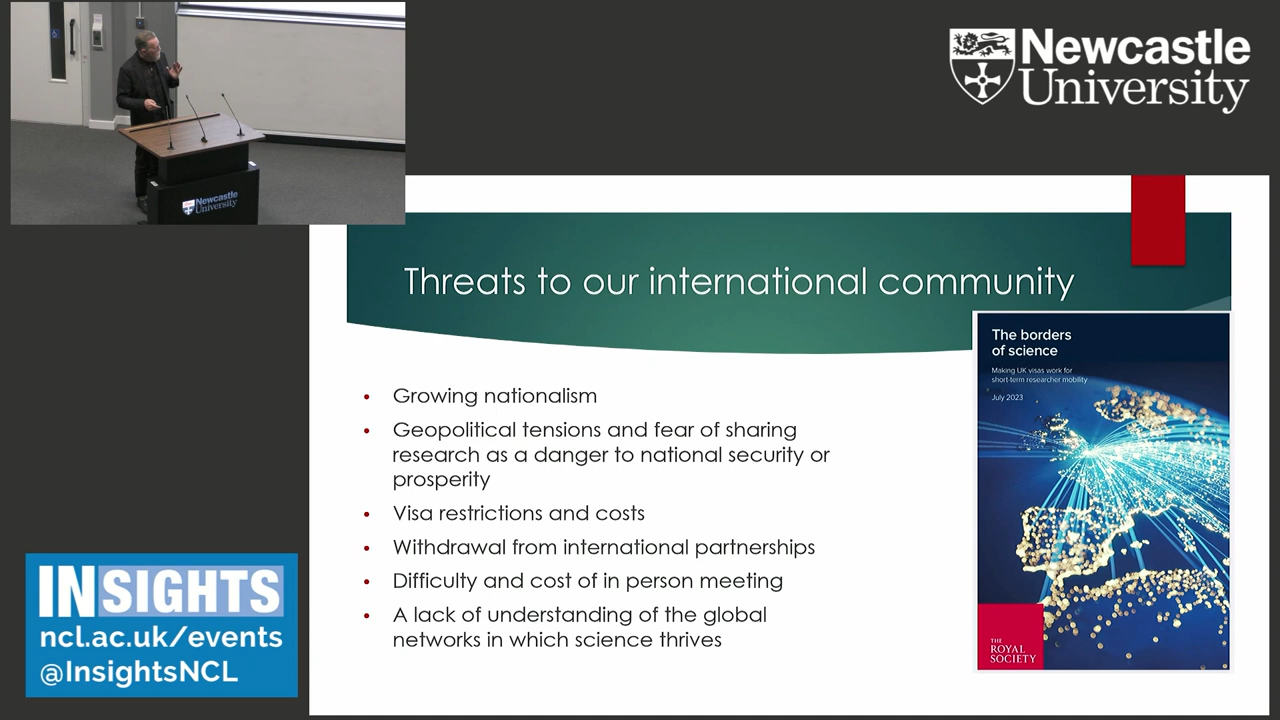 Newcastle
University
Newcastle
University
Threats to our international community
• Growing nationalism
• Geopolitical tensions and fear of sharing
research as a danger to national security or
prosperity
• Visa restrictions and costs
• Withdrawal from international partnerships
• Difficulty and cost of in person meeting
• A lack of understanding of the global
networks in which science thrives
The borders
of science
Making UK visas work for
short-term researcher mobility
July 2023
THE
ROYAL
SOCIETY
INSIGHTS
ncl.ac.uk/events
@InsightsNCL